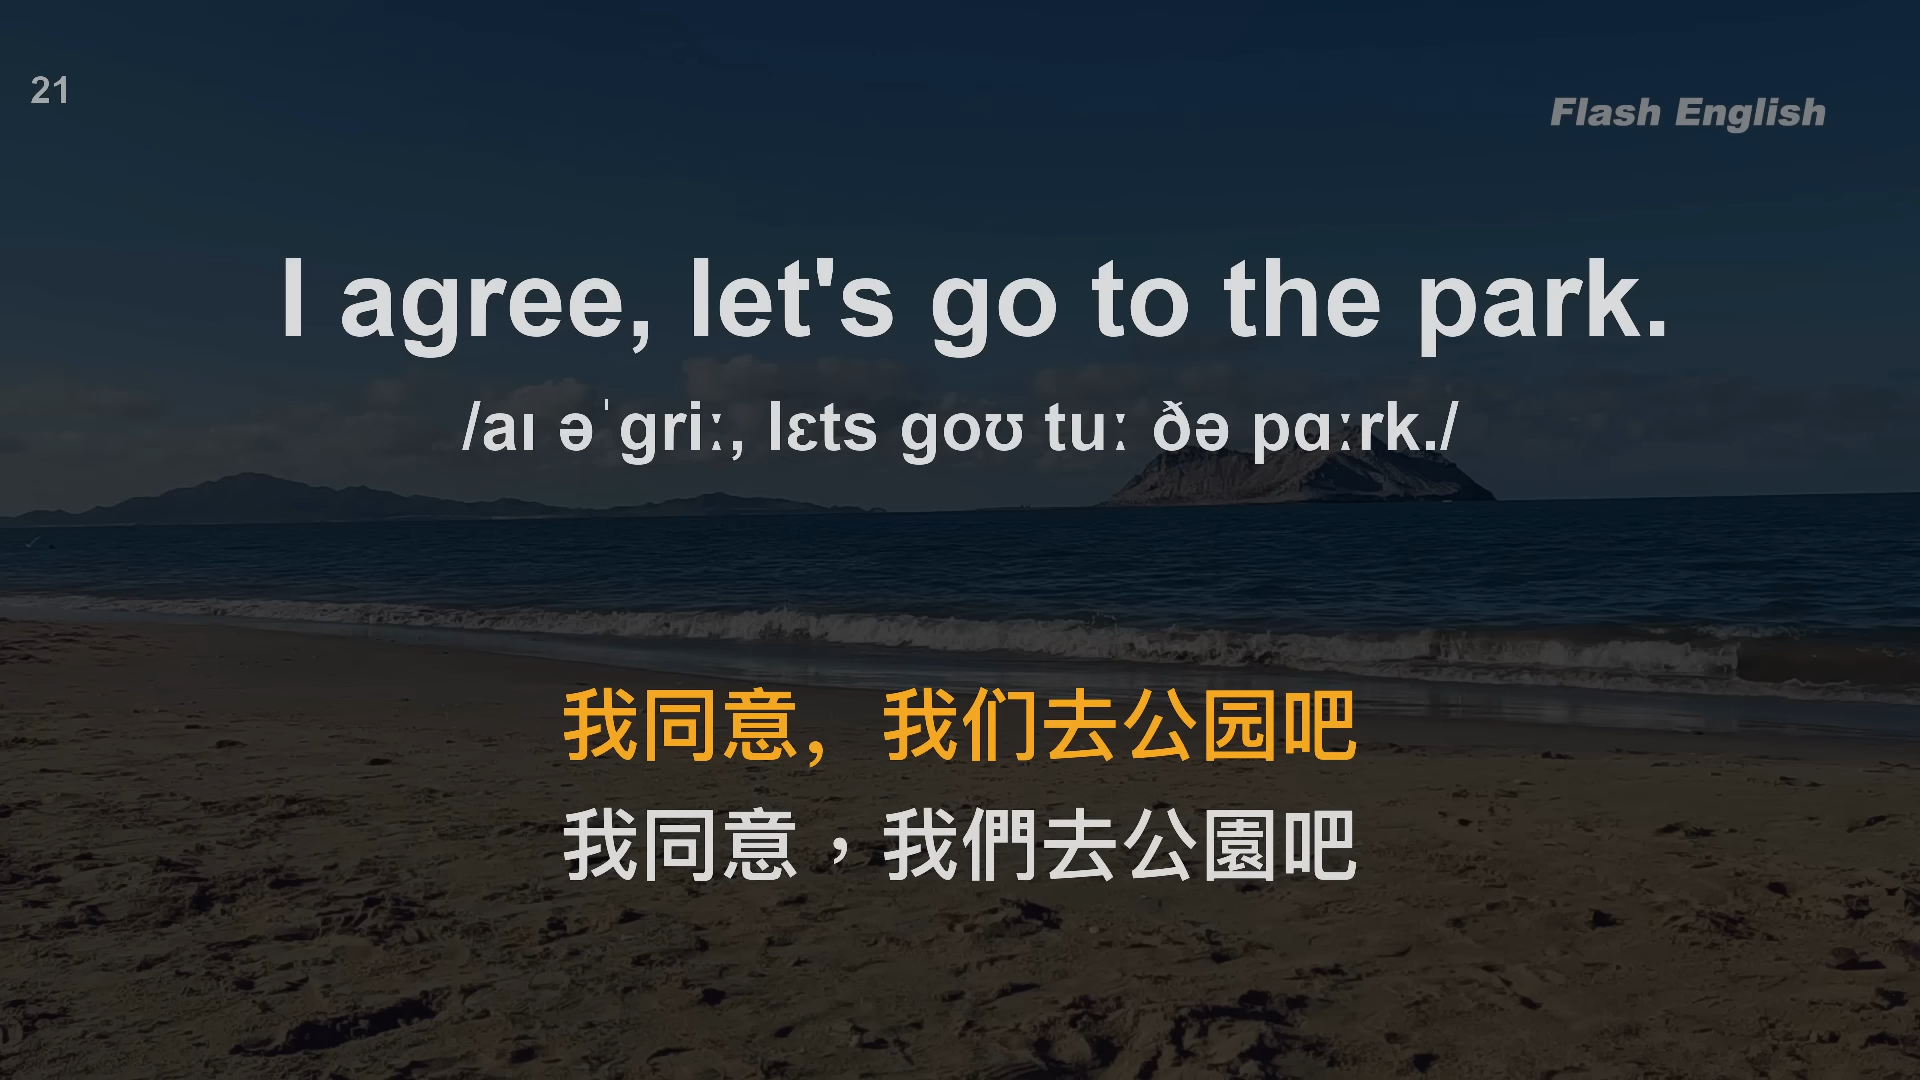 21
Flash English
I agree, let's go to the park.
/aɪ əˈɡriː, lɛts ɡoʊ tuː ðə pɑːrk./
我同意，我们去公园吧
我同意，我們去公園吧